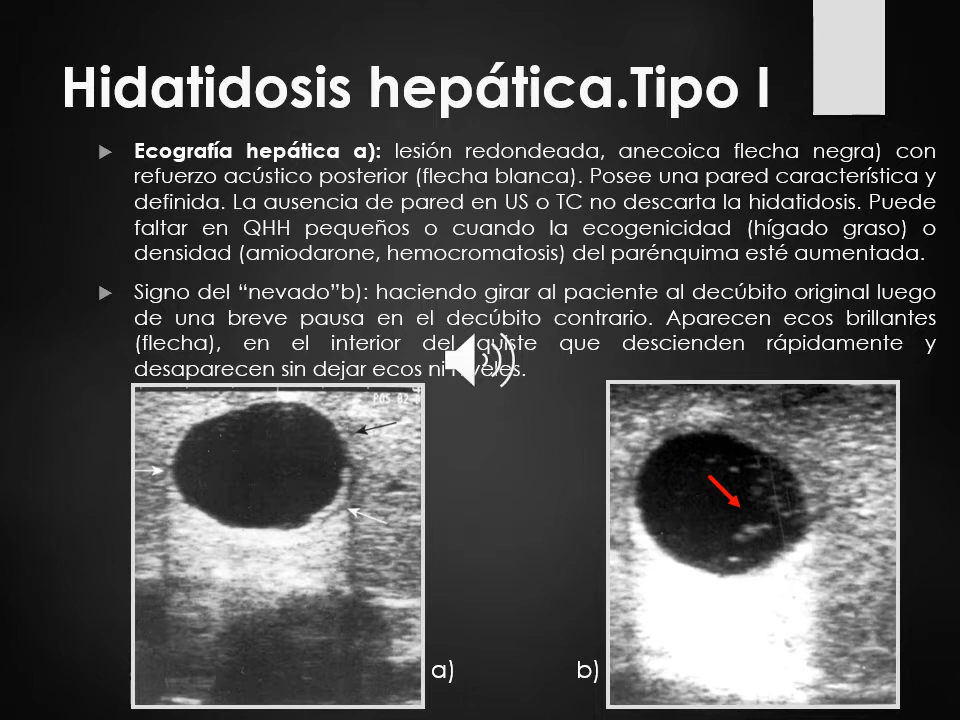 Hidatidosis hepática.Tipo I
Ecografía hepática a): lesión redondeada, anecoica flecha negra) con
refuerzo acústico posterior (flecha blanca). Posee una pared característica y
definida. La ausencia de pared en US o TC no descarta la hidatidosis. Puede
faltar en QHH pequeños o cuando la ecogenicidad (hígado graso) o
densidad (amiodarone, hemocromatosis) del parénquima esté aumentada.
Signo del “nevado”b): haciendo girar al paciente al decúbito original luego
de una breve pausa en el decúbito contrario. Aparecen ecos brillantes
(flecha), en el interior del quiste que descienden rápidamente y
desaparecen sin dejar ecos ni niveles.
POS 02
a)
b)